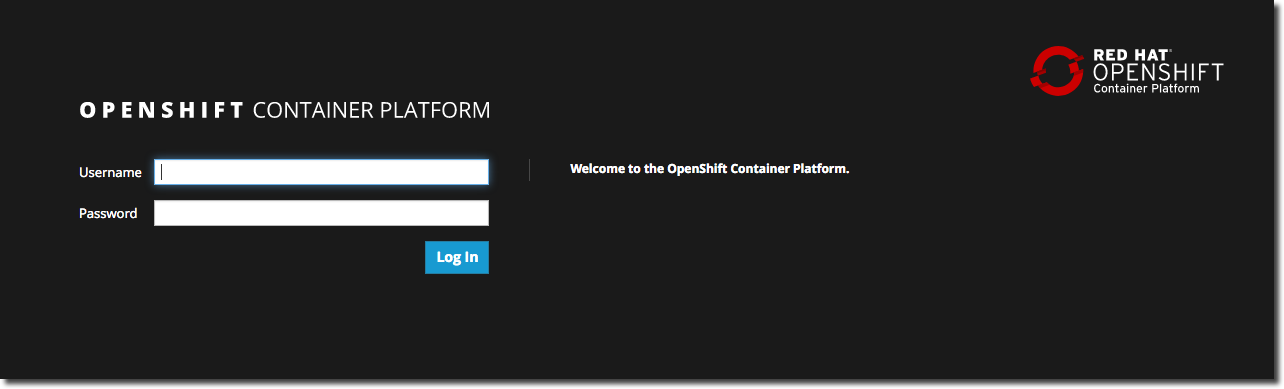 RED HAT®
OPENSHIFT
Container Platform
OPENSHIFT CONTAINER PLATFORM
Username
Welcome to the OpenShift Container Platform.
Password
Log In